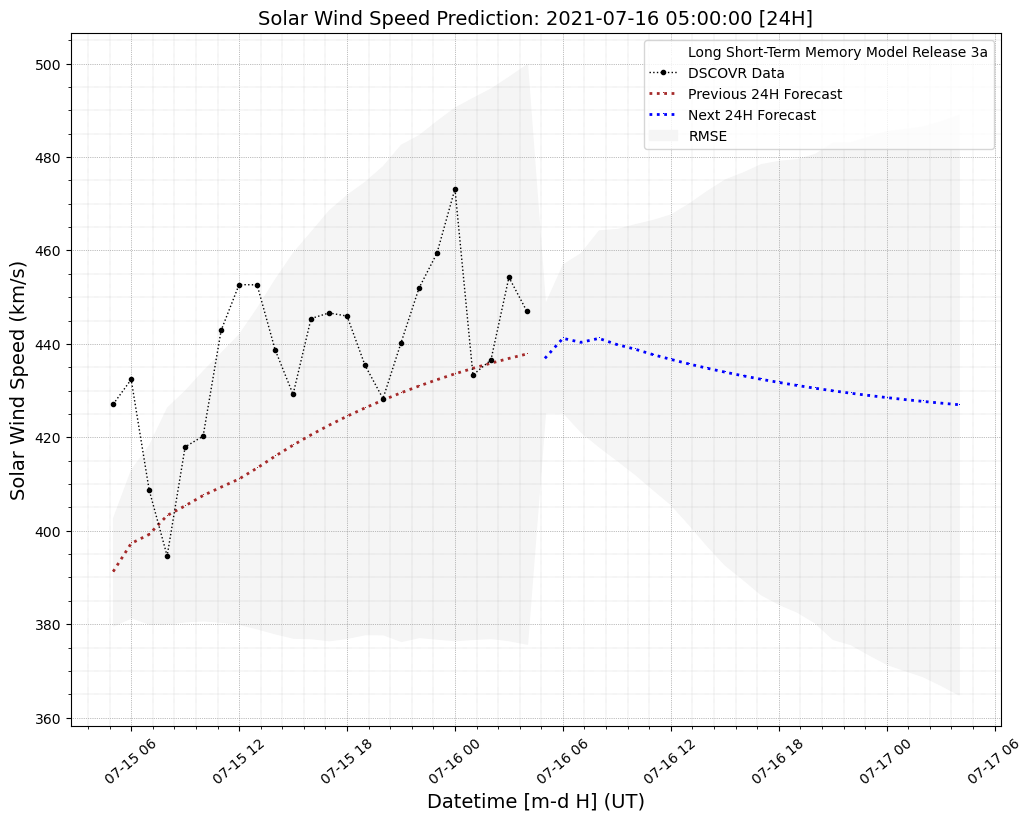 Solar Wind Speed Prediction: 2021-07-16 05:00:00 [24H]
Long Short-Term Memory Model Release 3a
DSCOVR Data
Previous 24H Forecast
Next 24H Forecast
RMSE
Solar Wind Speed (km/s)
500
480
460
440
420
400
380
360
07-15 06
07-15 12
07-15 18
07-16 00
07-16 06
07-16 12
07-16 18
07-17 00
07-17 06
Datetime [m-d H] (UT)